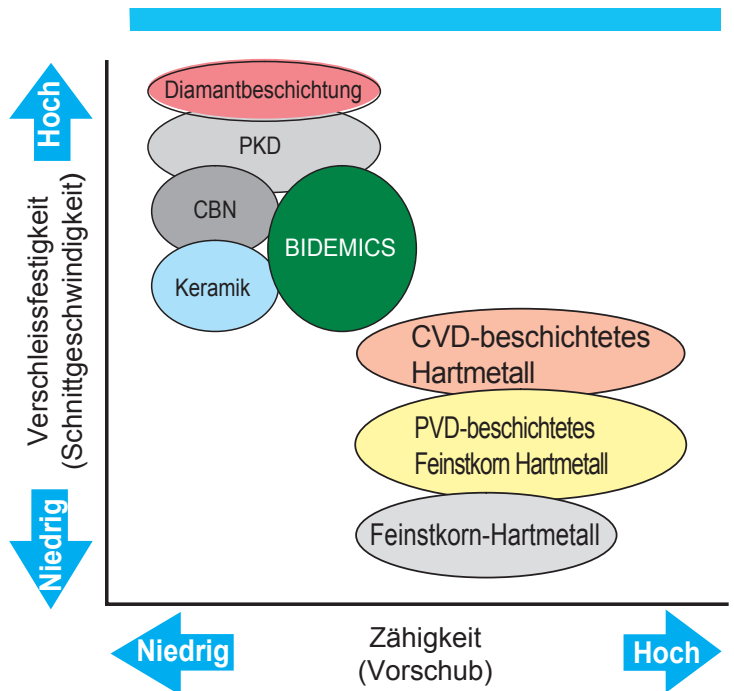 Hoch
Verschleissfestigkeit
(Schnittgeschwindigkeit)
Niedrig
Diamantbeschichtung
PKD
CBN
BIDEMICS
Keramik
CVD-beschichtetes
Hartmetall
PVD-beschichtetes
Feinstkorn Hartmetall
Feinstkorn-Hartmetall
Niedrig
Zähigkeit
(Vorschub)
Hoch